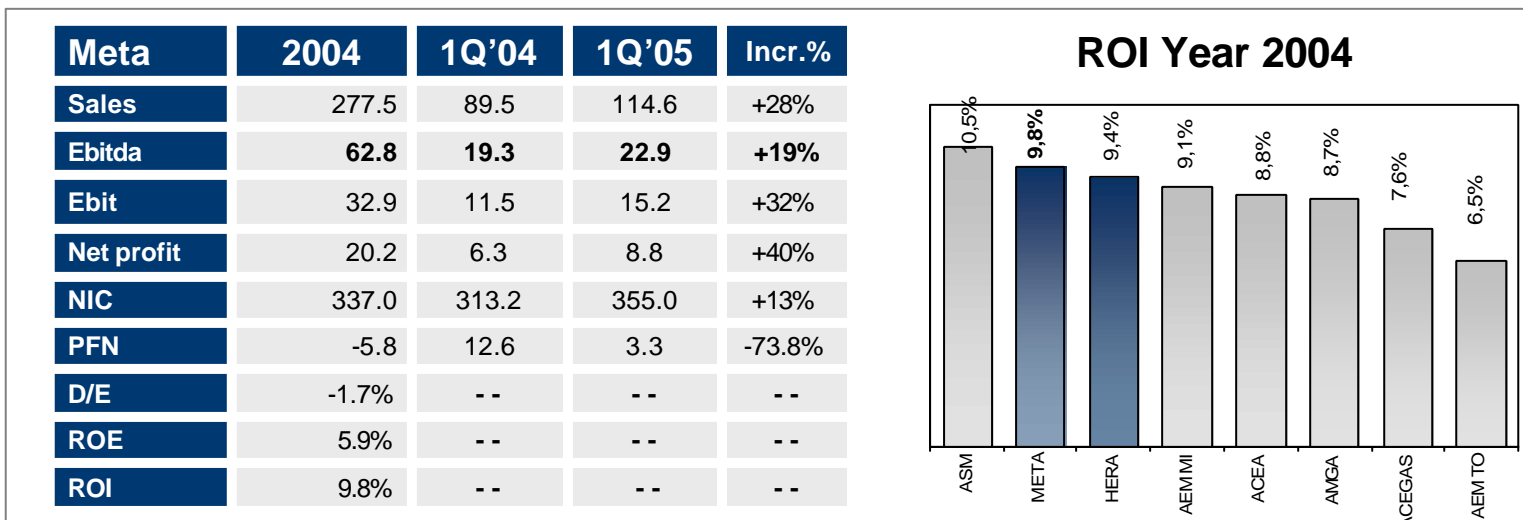 Meta 2004 1Q'04 1Q'05 Incr.%
Sales 277.5 89.5 114.6 +28%
Ebitda 62.8 19.3 22.9 +19%
Ebit 32.9 11.5 15.2 +32%
Net profit 20.2 6.3 8.8 +40%
NIC 337.0 313.2 355.0 +13%
PFN -5.8 12.6 3.3 -73.8%
D/E -1.7% - - - - - -
ROE 5.9% - - - - - -
ROI 9.8% - - - - - -
ROI Year 2004
10,5% 9,8% 9,4% 9,1% 8,8% 8,7% 7,6% 6,5%
ASM META HERA AEM MI ACEA AMGA ACEGAS AEM TO